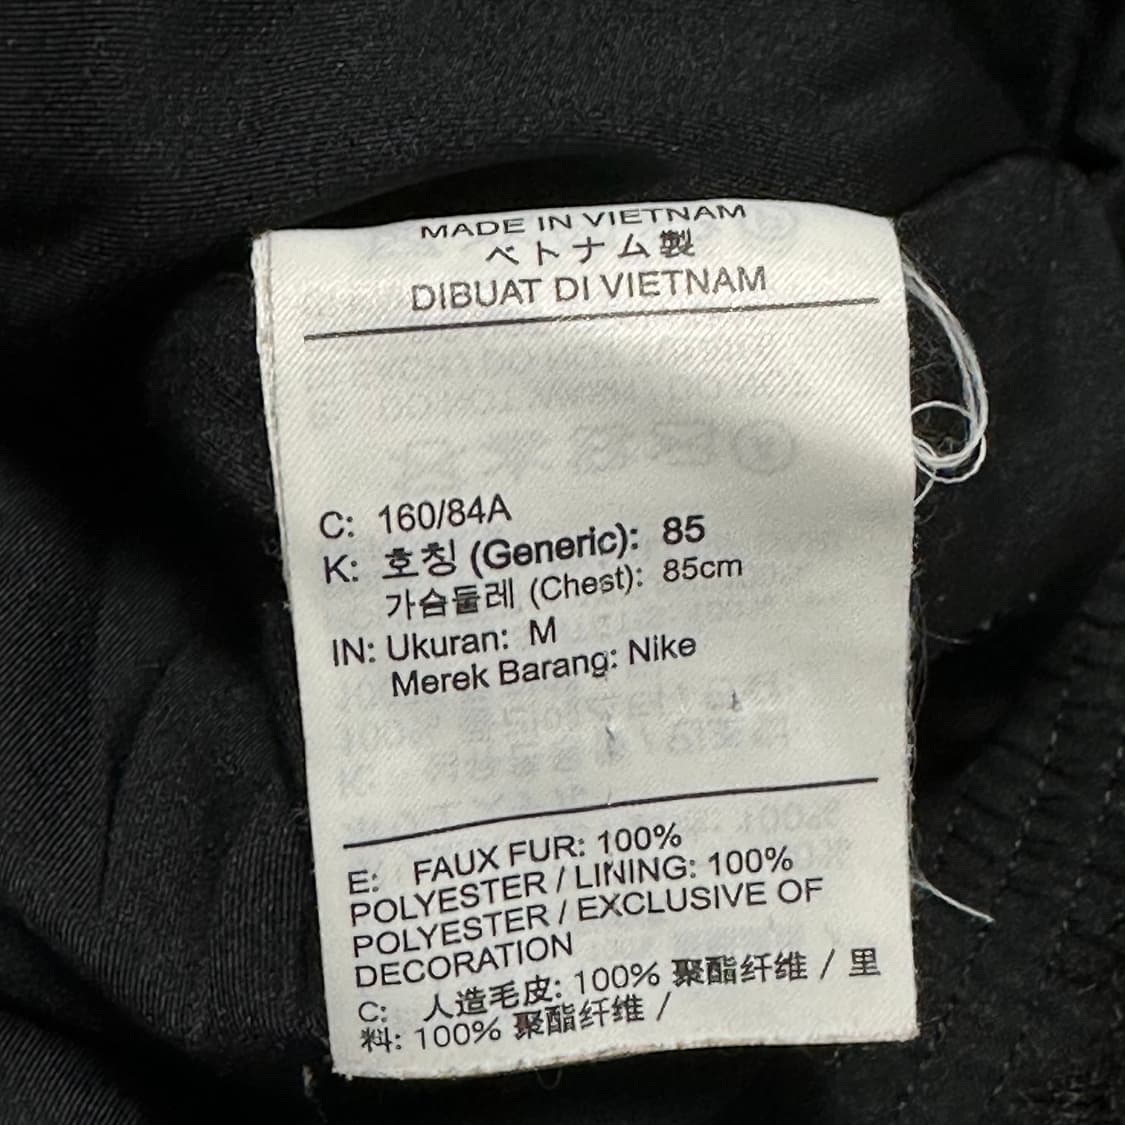 MADE IN VIETNAM
ベトナム製
DIBUAT DI VIETNAM
C: 160/84A
K: 호칭 (Generic): 85
가슴둘레 (Chest): 85cm
IN: Ukuran: M
Merek Barang: Nike
E: FAUX FUR: 100%
POLYESTER / LINING: 100%
POLYESTER / EXCLUSIVE OF
DECORATION
C: 人造毛皮: 100% 聚酯纤维 / 里
料: 100% 聚酯纤维 /